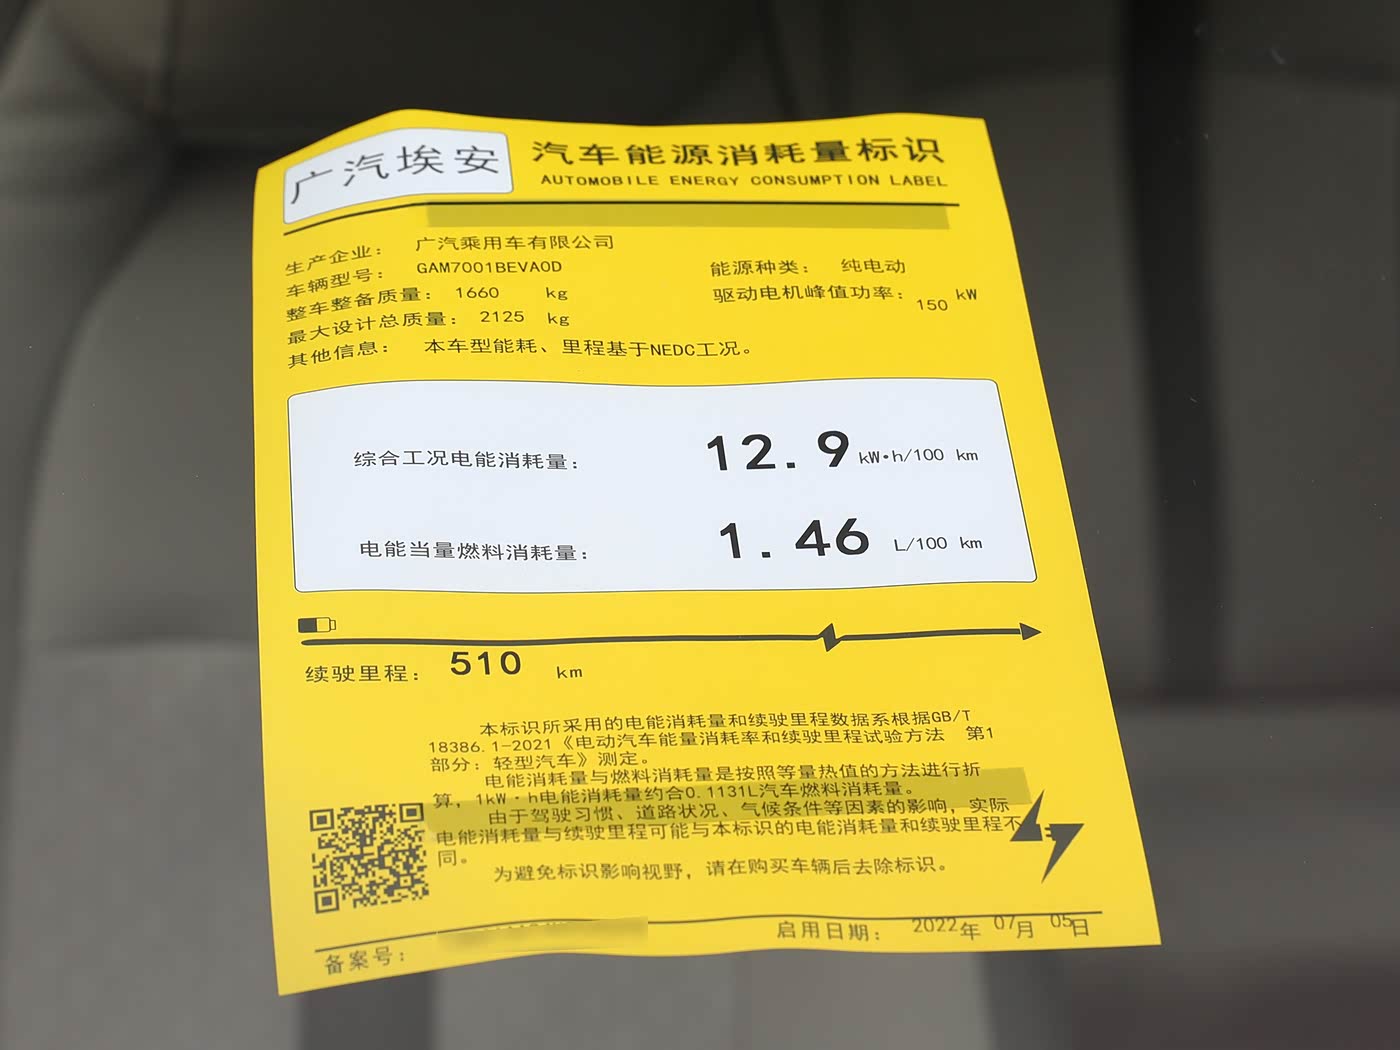 广汽埃安
汽车能源消耗量标识
AUTOMOBILE ENERGY CONSUMPTION LABEL
生产企业： 广汽乘用车有限公司
车辆型号： GAM7001BEVA0D
能源种类： 纯电动
整车整备质量： 1660 kg
驱动电机峰值功率： 150 kW
最大设计总质量： 2125 kg
其他信息： 本车型能耗、里程基于NEDC工况。
综合工况电能消耗量： 12.9 kW·h/100 km
电能当量燃料消耗量： 1.46 L/100 km
续驶里程： 510 km
本标识所采用的电能消耗量和续驶里程数据系根据GB/T
18386.1-2021《电动汽车能量消耗率和续驶里程试验方法 第1
部分：轻型汽车》测定。
电能消耗量与燃料消耗量是按照等量热值的方法进行折
算，1kW·h电能消耗量约合0.1131L汽车燃料消耗量。
由于驾驶习惯、道路状况、气候条件等因素的影响，实际
电能消耗量与续驶里程可能与本标识的电能消耗量和续驶里程不
同。
为避免标识影响视野，请在购买车辆后去除标识。
备案号：
启用日期： 2022年 07月 05日